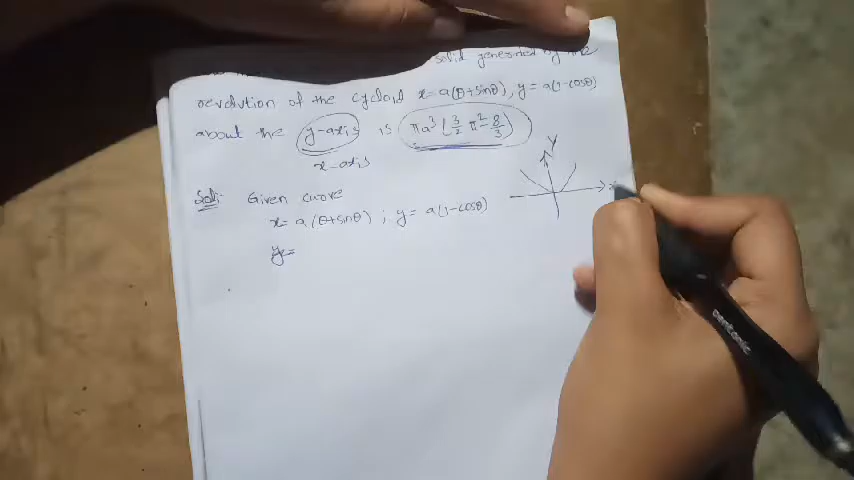 solid generated by the
revolution of the cycloid x=a(θ+sinθ), y=a(1-cosθ)
about the y-axis is πa³(3/2 π²-8/3)
x-axis
Y
Sol:- Given curve
x= a(θ+sinθ) ; y= a(1-cosθ)
y=
pentonic